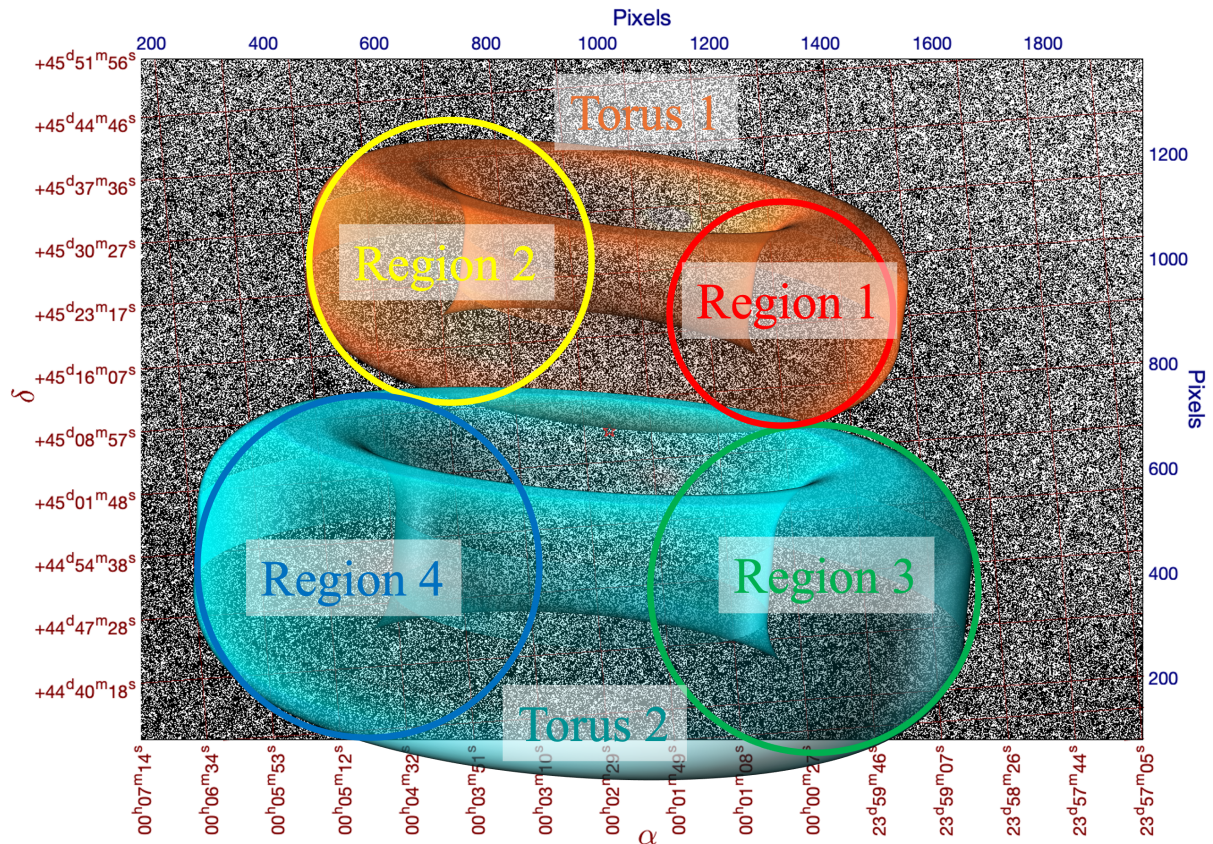 Pixels
200 400 600 800 1000 1200 1400 1600 1800
+45ᵈ51ᵐ56ˢ
+45ᵈ44ᵐ46ˢ
+45ᵈ37ᵐ36ˢ
+45ᵈ30ᵐ27ˢ
+45ᵈ23ᵐ17ˢ
+45ᵈ16ᵐ07ˢ
+45ᵈ08ᵐ57ˢ
+45ᵈ01ᵐ48ˢ
+44ᵈ54ᵐ38ˢ
+44ᵈ47ᵐ28ˢ
+44ᵈ40ᵐ18ˢ
δ
Torus 1
Region 2
Region 1
Region 4
Region 3
Torus 2
1200
1000
800
600
400
200
Pixels
00ʰ07ᵐ14ˢ
00ʰ06ᵐ34ˢ
00ʰ05ᵐ53ˢ
00ʰ05ᵐ12ˢ
00ʰ04ᵐ32ˢ
00ʰ03ᵐ51ˢ
00ʰ03ᵐ10ˢ
00ʰ02ᵐ29ˢ
00ʰ01ᵐ49ˢ
00ʰ01ᵐ08ˢ
00ʰ00ᵐ27ˢ
23ʰ59ᵐ46ˢ
23ʰ59ᵐ07ˢ
23ʰ58ᵐ26ˢ
23ʰ57ᵐ44ˢ
23ʰ57ᵐ05ˢ
α